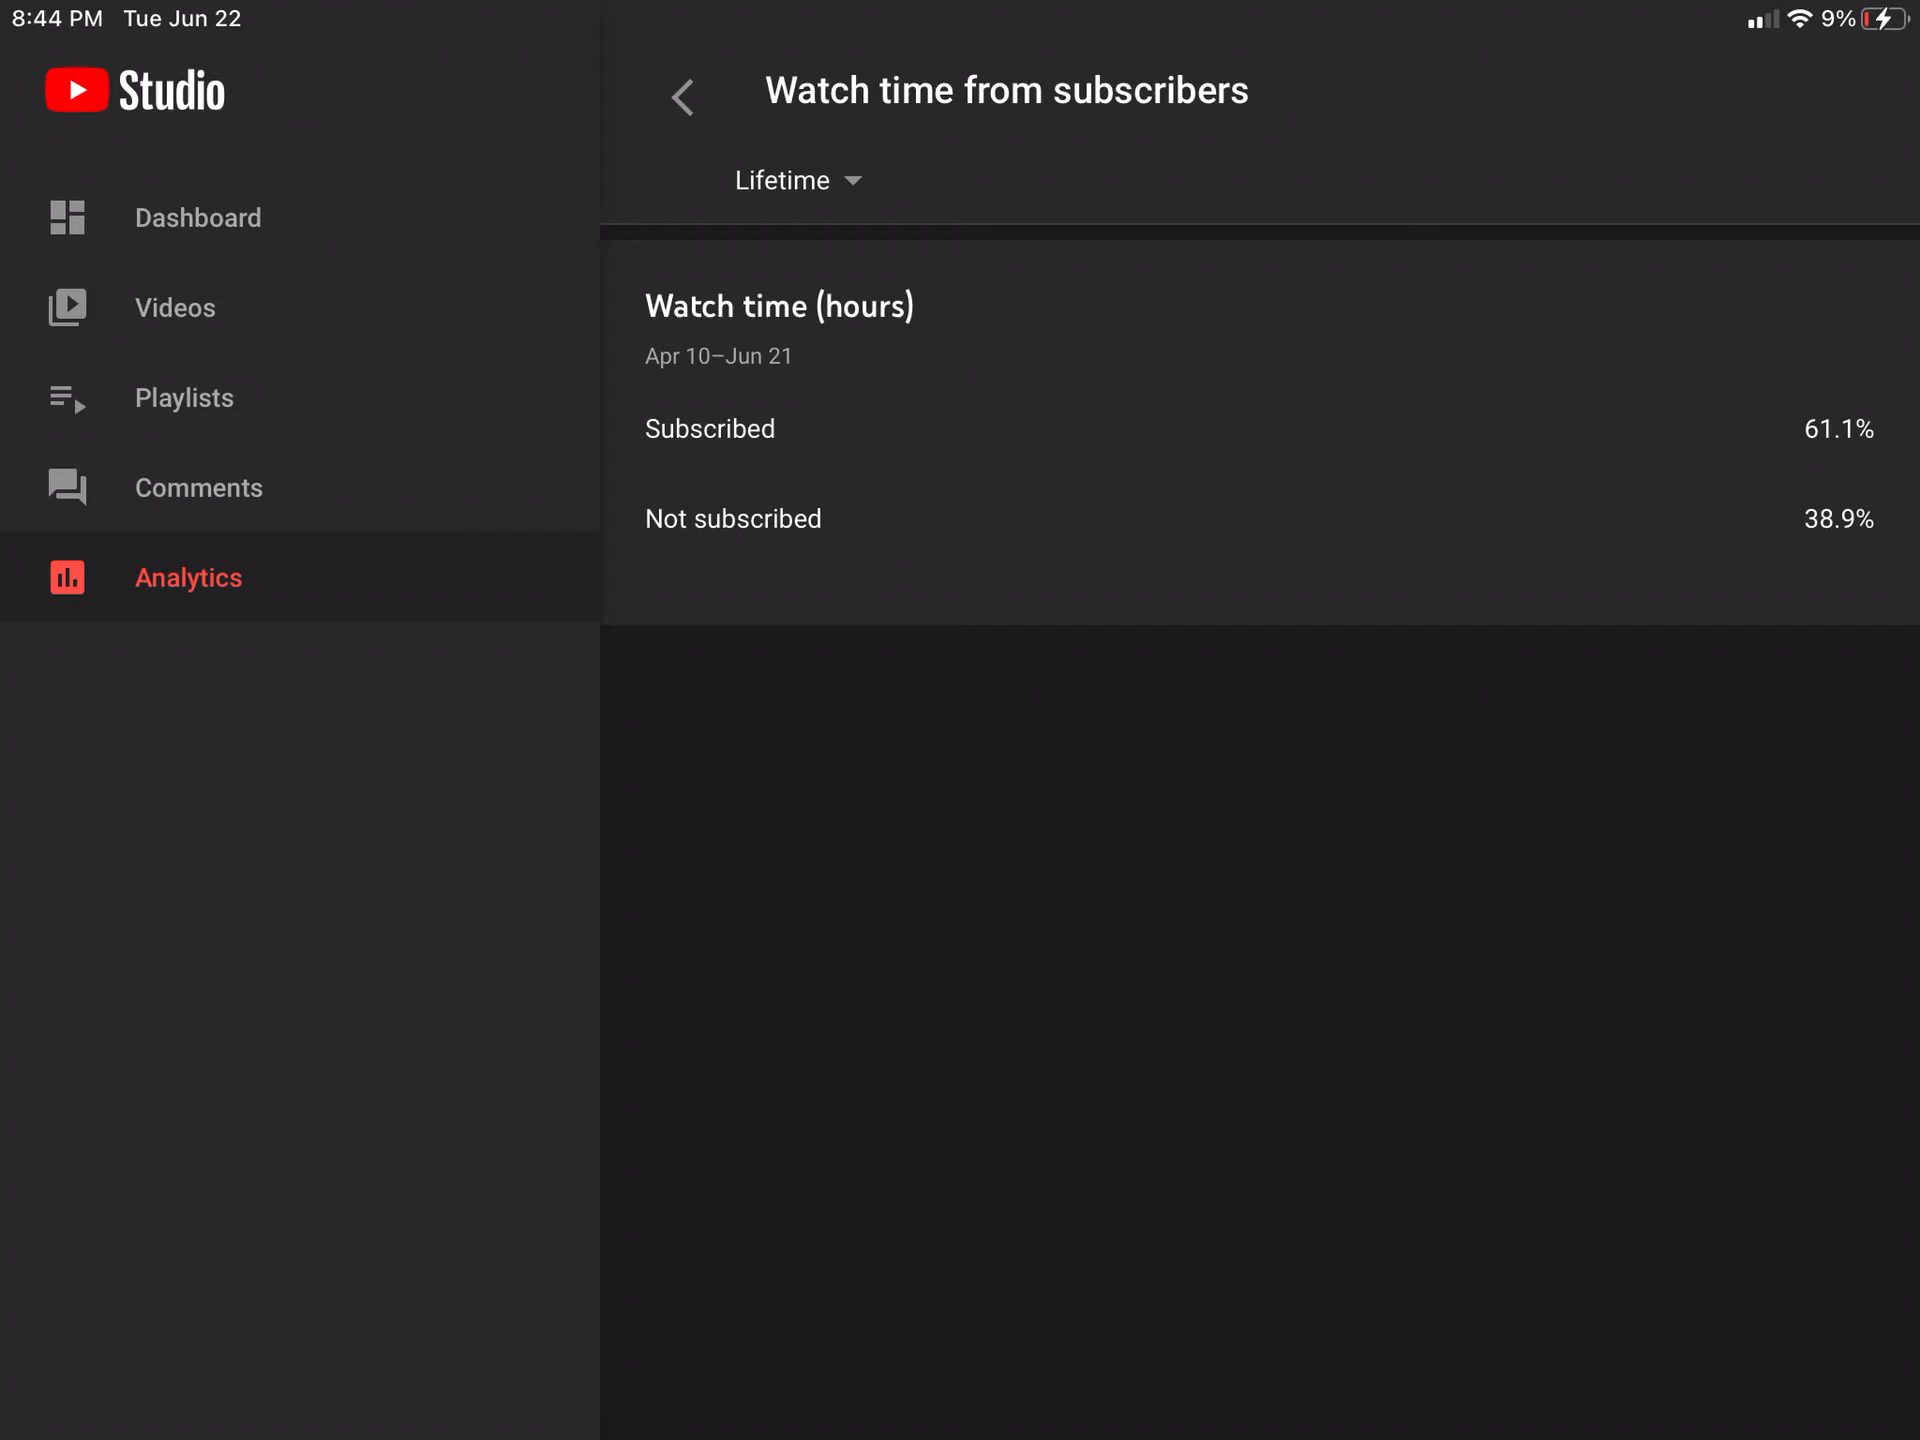 8:44 PM Tue Jun 22
9%
Studio
Dashboard
Videos
Playlists
Comments
Analytics
Watch time from subscribers
Lifetime
Watch time (hours)
Apr 10–Jun 21
Subscribed 61.1%
Not subscribed 38.9%